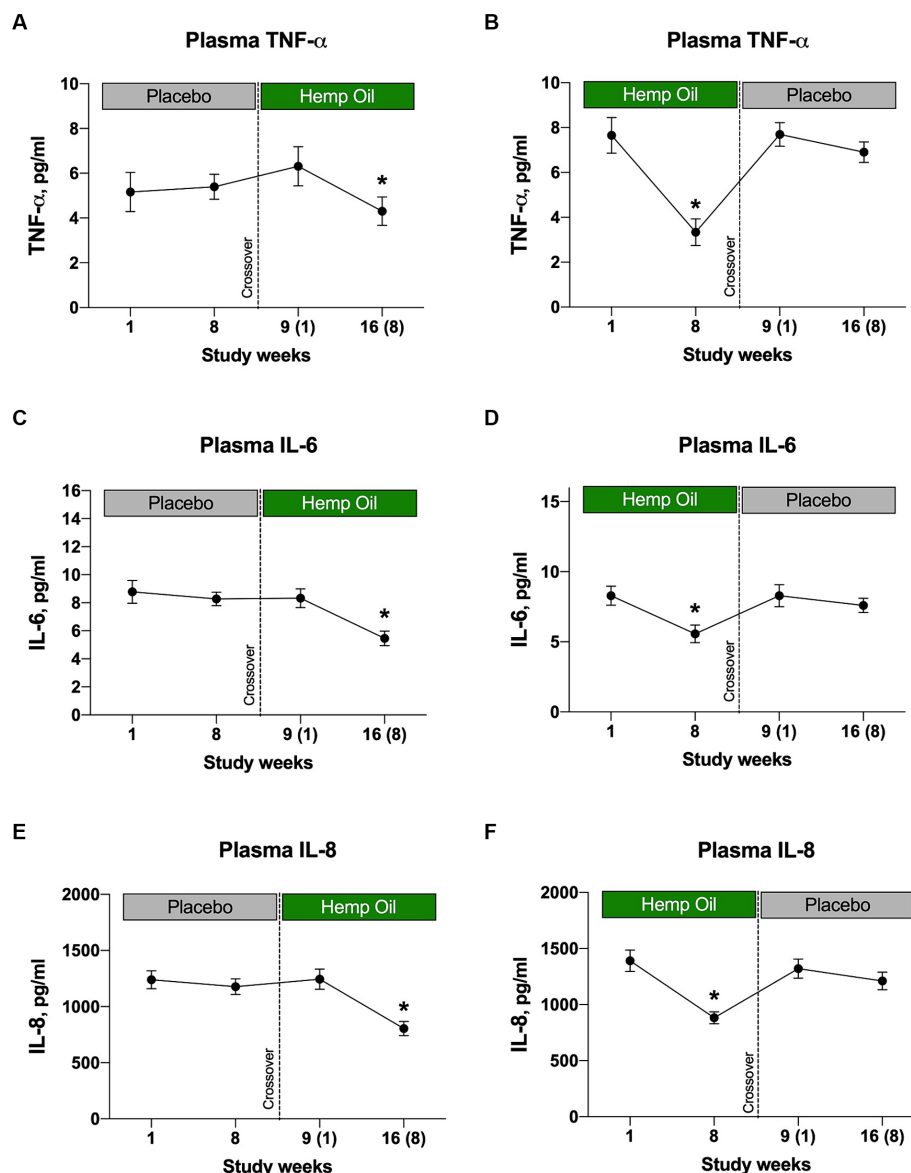 A
Plasma TNF-α
Placebo
Hemp Oil
10
8
6
4
2
0
TNF-α, pg/ml
*
Crossover
1 8 9 (1) 16 (8)
Study weeks
B
Plasma TNF-α
Hemp Oil
Placebo
10
8
6
4
2
0
TNF-α, pg/ml
*
Crossover
1 8 9 (1) 16 (8)
Study weeks
C
Plasma IL-6
Placebo
Hemp Oil
16
14
12
10
8
6
4
2
0
IL-6, pg/ml
*
Crossover
1 8 9 (1) 16 (8)
Study weeks
D
Plasma IL-6
Hemp Oil
Placebo
15
10
5
0
IL-6, pg/ml
*
Crossover
1 8 9 (1) 16 (8)
Study weeks
E
Plasma IL-8
Placebo
Hemp Oil
2000
1500
1000
500
0
IL-8, pg/ml
*
Crossover
1 8 9 (1) 16 (8)
Study weeks
F
Plasma IL-8
Hemp Oil
Placebo
2000
1500
1000
500
0
IL-8, pg/ml
*
Crossover
1 8 9 (1) 16 (8)
Study weeks